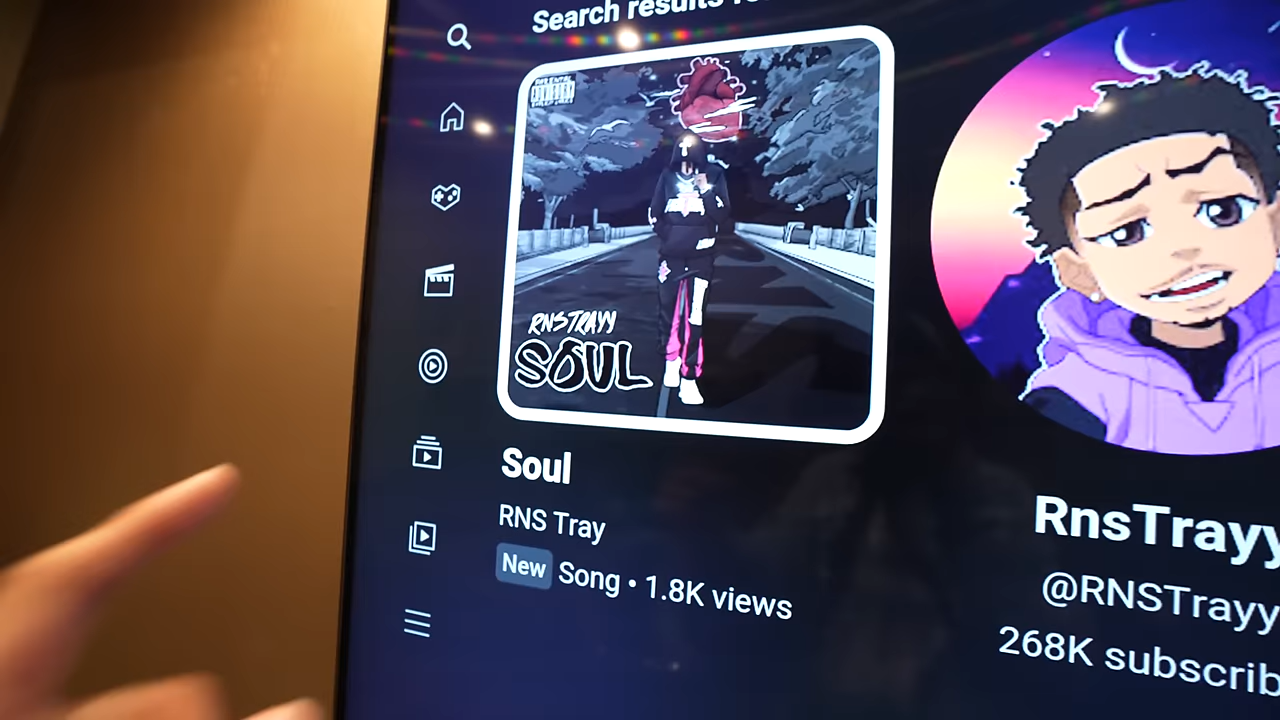 Search results
RNSTRAYY
SOUL
Soul
RNS Tray
New Song • 1.8K views
RnsTrayy
@RNSTrayy
268K subscrib